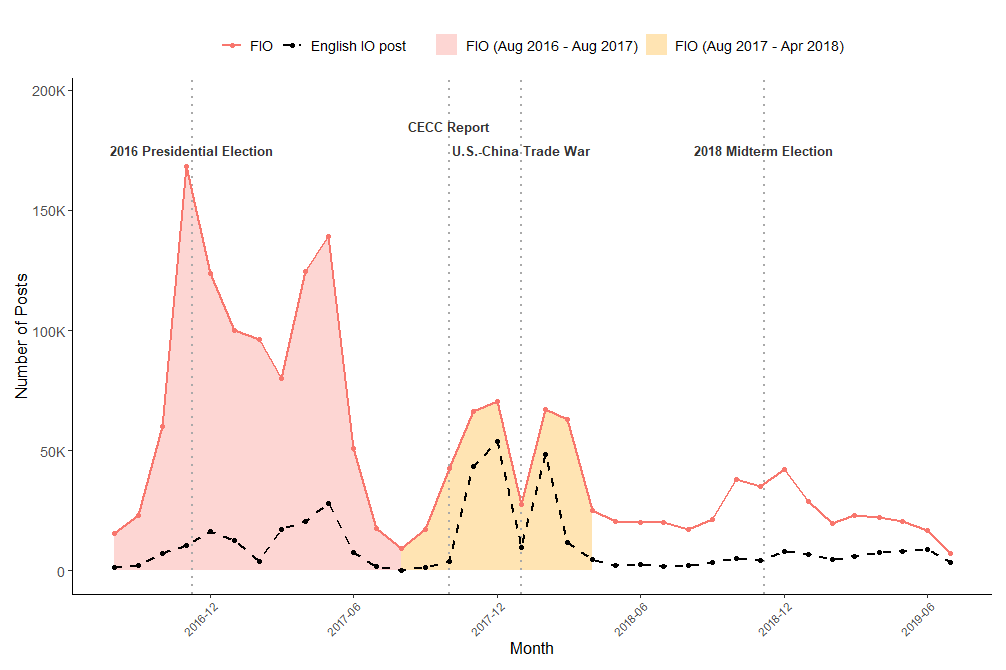 FIO English IO post FIO (Aug 2016 - Aug 2017) FIO (Aug 2017 - Apr 2018)
200K
CECC Report
2016 Presidential Election U.S.-China Trade War 2018 Midterm Election
150K
Number of Posts
100K
50K
0
2016-12 2017-06 2017-12 2018-06 2018-12 2019-06
Month